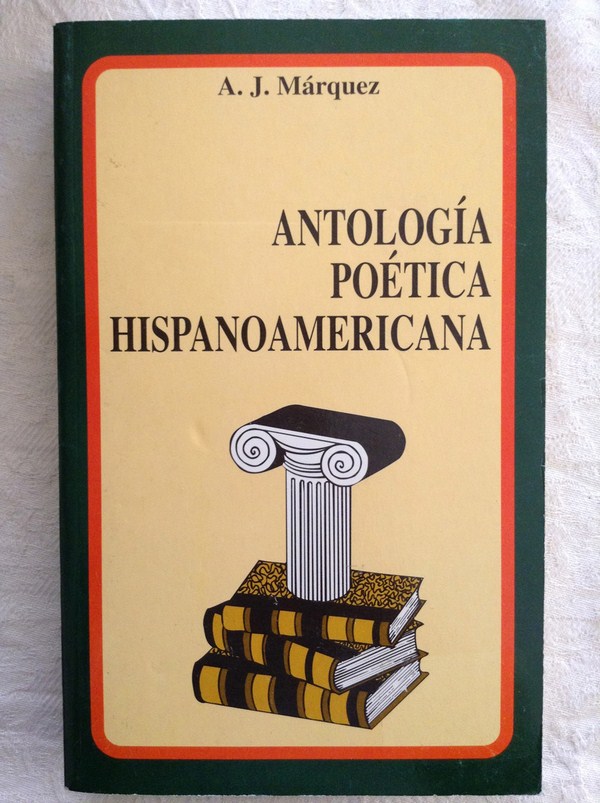 A. J. Márquez
ANTOLOGÍA
POÉTICA
HISPANOAMERICANA